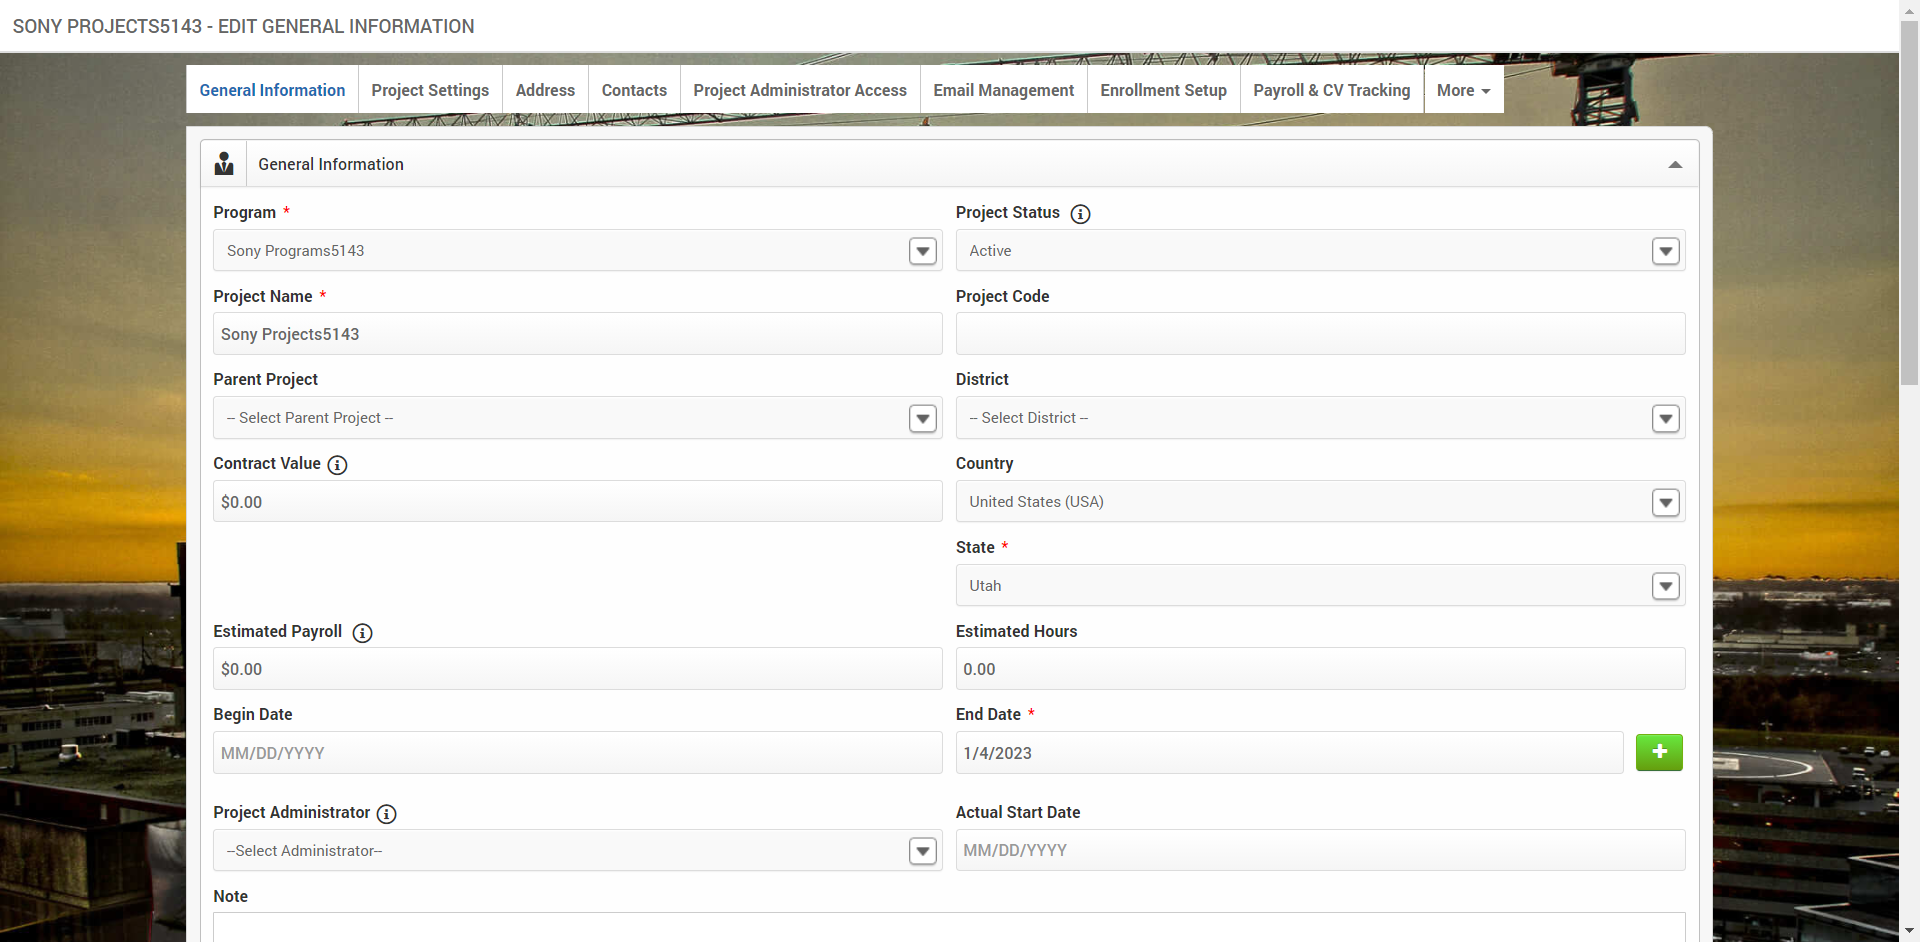 SONY PROJECTS5143 - EDIT GENERAL INFORMATION
General Information Project Settings Address Contacts Project Administrator Access Email Management Enrollment Setup Payroll & CV Tracking More
General Information
Program * Project Status
Sony Programs5143 Active
Project Name * Project Code
Sony Projects5143
Parent Project District
-- Select Parent Project -- -- Select District --
Contract Value Country
$0.00 United States (USA)
State *
Utah
Estimated Payroll Estimated Hours
$0.00 0.00
Begin Date End Date *
MM/DD/YYYY 1/4/2023
Project Administrator Actual Start Date
--Select Administrator-- MM/DD/YYYY
Note